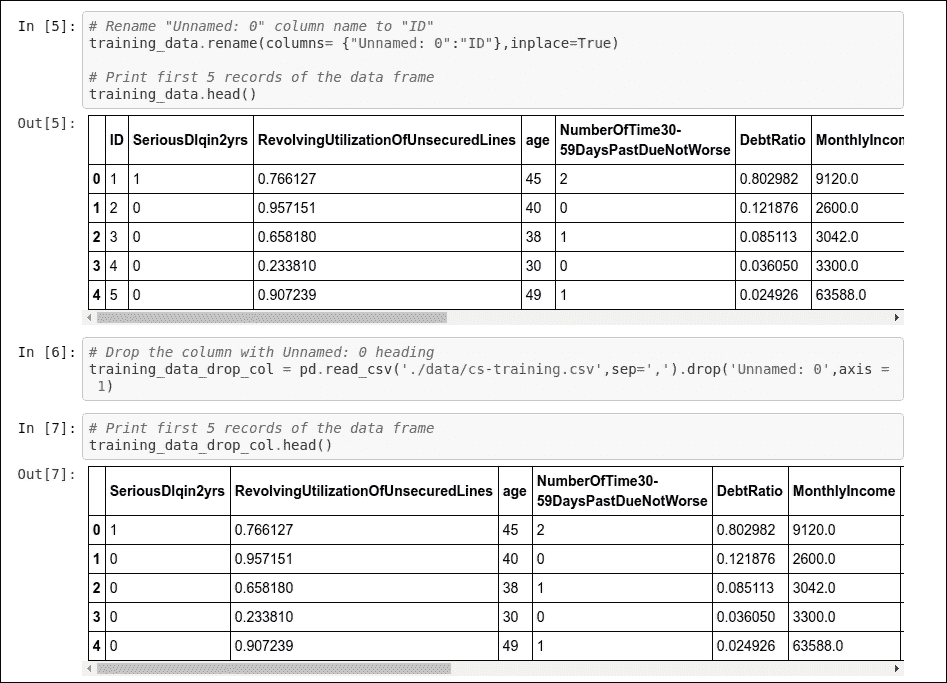 In [5]:
# Rename "Unnamed: 0" column name to "ID"
training_data.rename(columns= {"Unnamed: 0":"ID"},inplace=True)
# Print first 5 records of the data frame
training_data.head()
Out[5]:
ID SeriousDlqin2yrs RevolvingUtilizationOfUnsecuredLines age NumberOfTime30-
59DaysPastDueNotWorse DebtRatio MonthlyIncon
0 1 1 0.766127 45 2 0.802982 9120.0
1 2 0 0.957151 40 0 0.121876 2600.0
2 3 0 0.658180 38 1 0.085113 3042.0
3 4 0 0.233810 30 0 0.036050 3300.0
4 5 0 0.907239 49 1 0.024926 63588.0
In [6]:
# Drop the column with Unnamed: 0 heading
training_data_drop_col = pd.read_csv('./data/cs-training.csv',sep=',').drop('Unnamed: 0',axis =
1)
In [7]:
# Print first 5 records of the data frame
training_data_drop_col.head()
Out[7]:
SeriousDlqin2yrs RevolvingUtilizationOfUnsecuredLines age NumberOfTime30-
59DaysPastDueNotWorse DebtRatio MonthlyIncome
0 1 0.766127 45 2 0.802982 9120.0
1 0 0.957151 40 0 0.121876 2600.0
2 0 0.658180 38 1 0.085113 3042.0
3 0 0.233810 30 0 0.036050 3300.0
4 0 0.907239 49 1 0.024926 63588.0